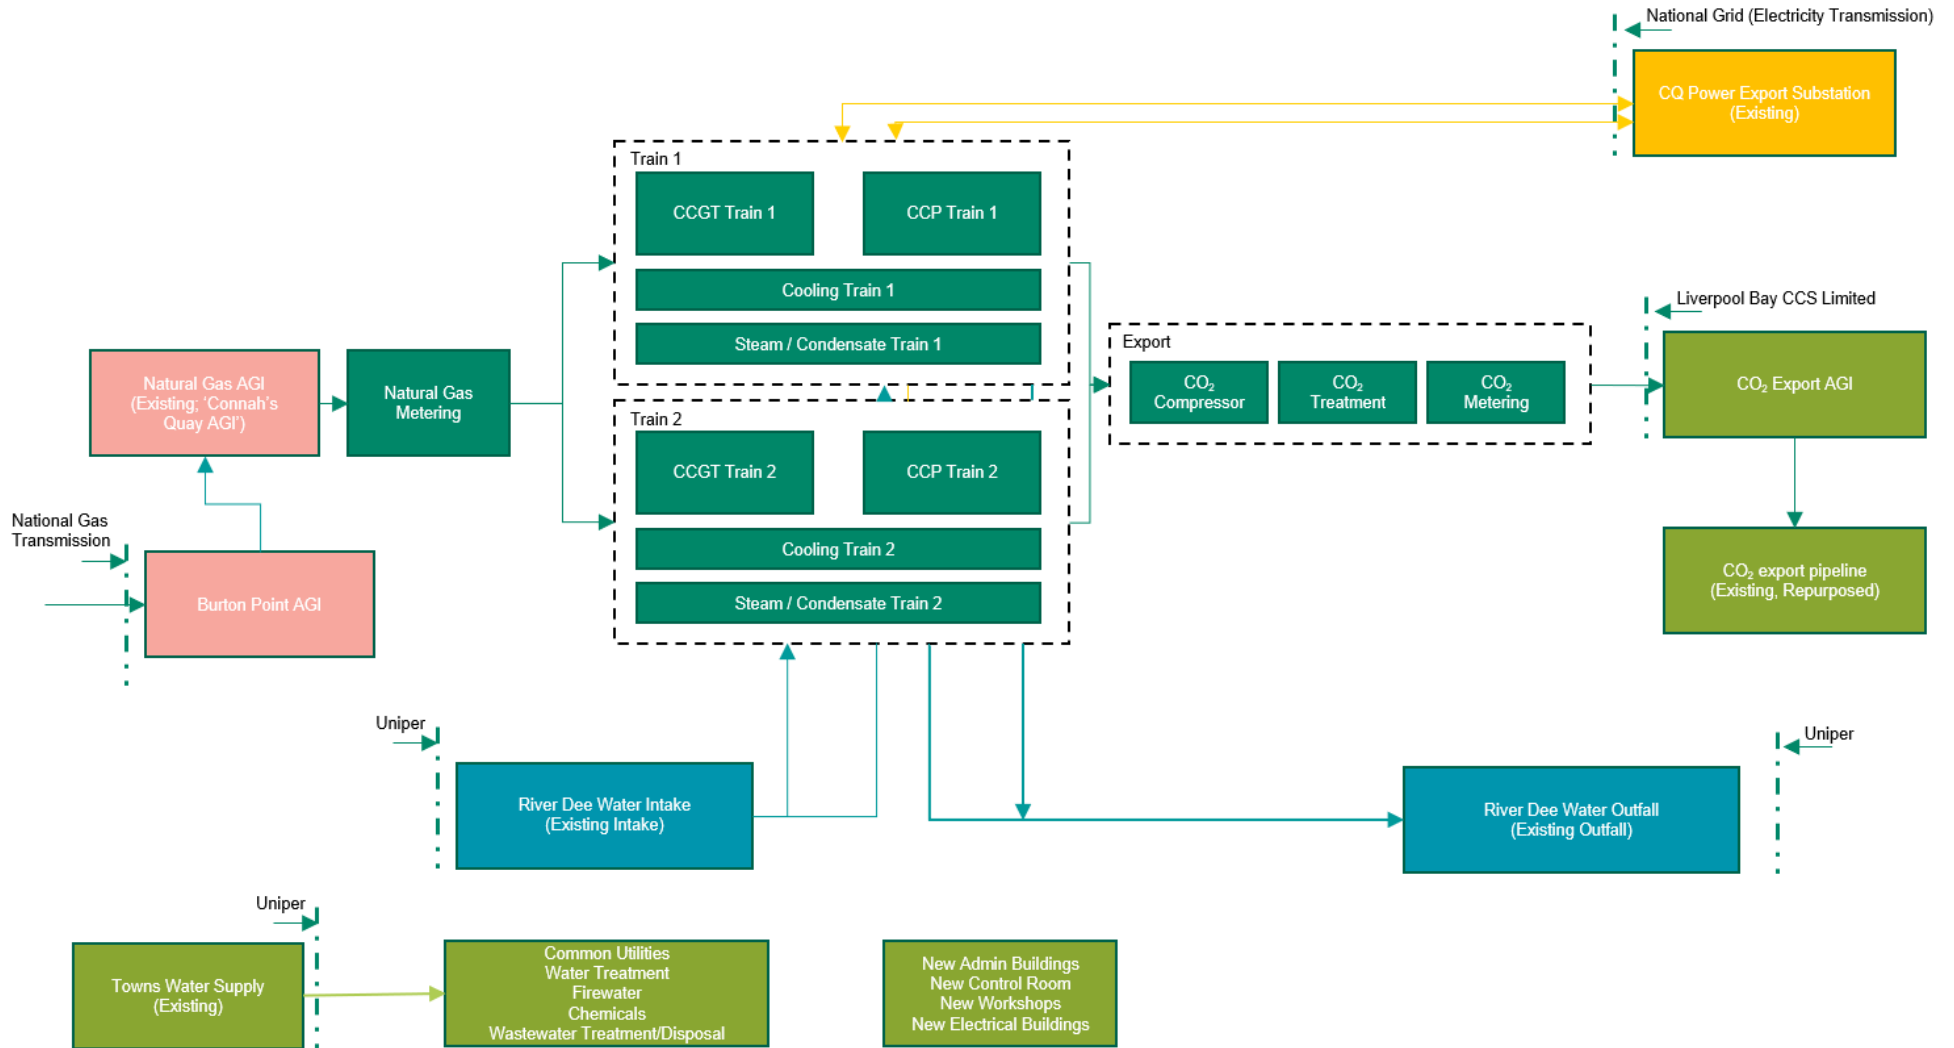 National Grid (Electricity Transmission)
CQ Power Export Substation
(Existing)
Train 1
CCGT Train 1
CCP Train 1
Cooling Train 1
Steam / Condensate Train 1
Liverpool Bay CCS Limited
Export
CO₂
Compressor
CO₂
Treatment
CO₂
Metering
CO₂ Export AGI
Natural Gas AGI
(Existing; ‘Connah’s
Quay AGI’)
Natural Gas
Metering
Train 2
CCGT Train 2
CCP Train 2
Cooling Train 2
Steam / Condensate Train 2
National Gas
Transmission
Burton Point AGI
CO₂ export pipeline
(Existing, Repurposed)
Uniper
River Dee Water Intake
(Existing Intake)
Uniper
River Dee Water Outfall
(Existing Outfall)
Uniper
Towns Water Supply
(Existing)
Common Utilities
Water Treatment
Firewater
Chemicals
Wastewater Treatment/Disposal
New Admin Buildings
New Control Room
New Workshops
New Electrical Buildings